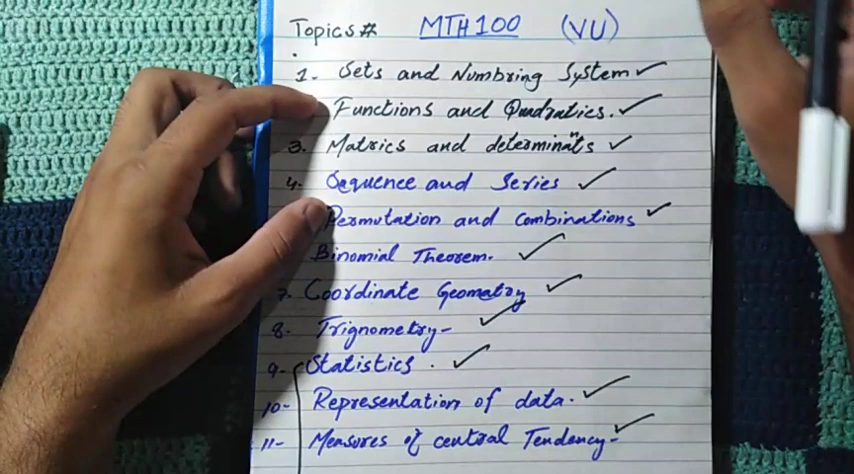 Topics# MTH100 (VU)
1. Sets and Numbring System
Functions and Quadratics.
3. Matrics and determinants
4. Sequence and Series
Permutation and Combinations
Binomial Theorem.
7. Coordinate Geomatry
8. Trignometry-
9- Statistics.
10- Representation of data.
11- Measures of central Tendency-